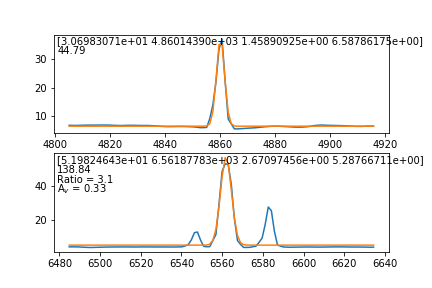 [3.06983071e+01 4.86014390e+03 1.45890925e+00 6.58786175e+00]
44.79
30
20
10
4800 4820 4840 4860 4880 4900 4920
[5.19824643e+01 6.56187783e+03 2.67097456e+00 5.28766711e+00]
138.84
Ratio = 3.1
Av = 0.33
40
20
6480 6500 6520 6540 6560 6580 6600 6620 6640